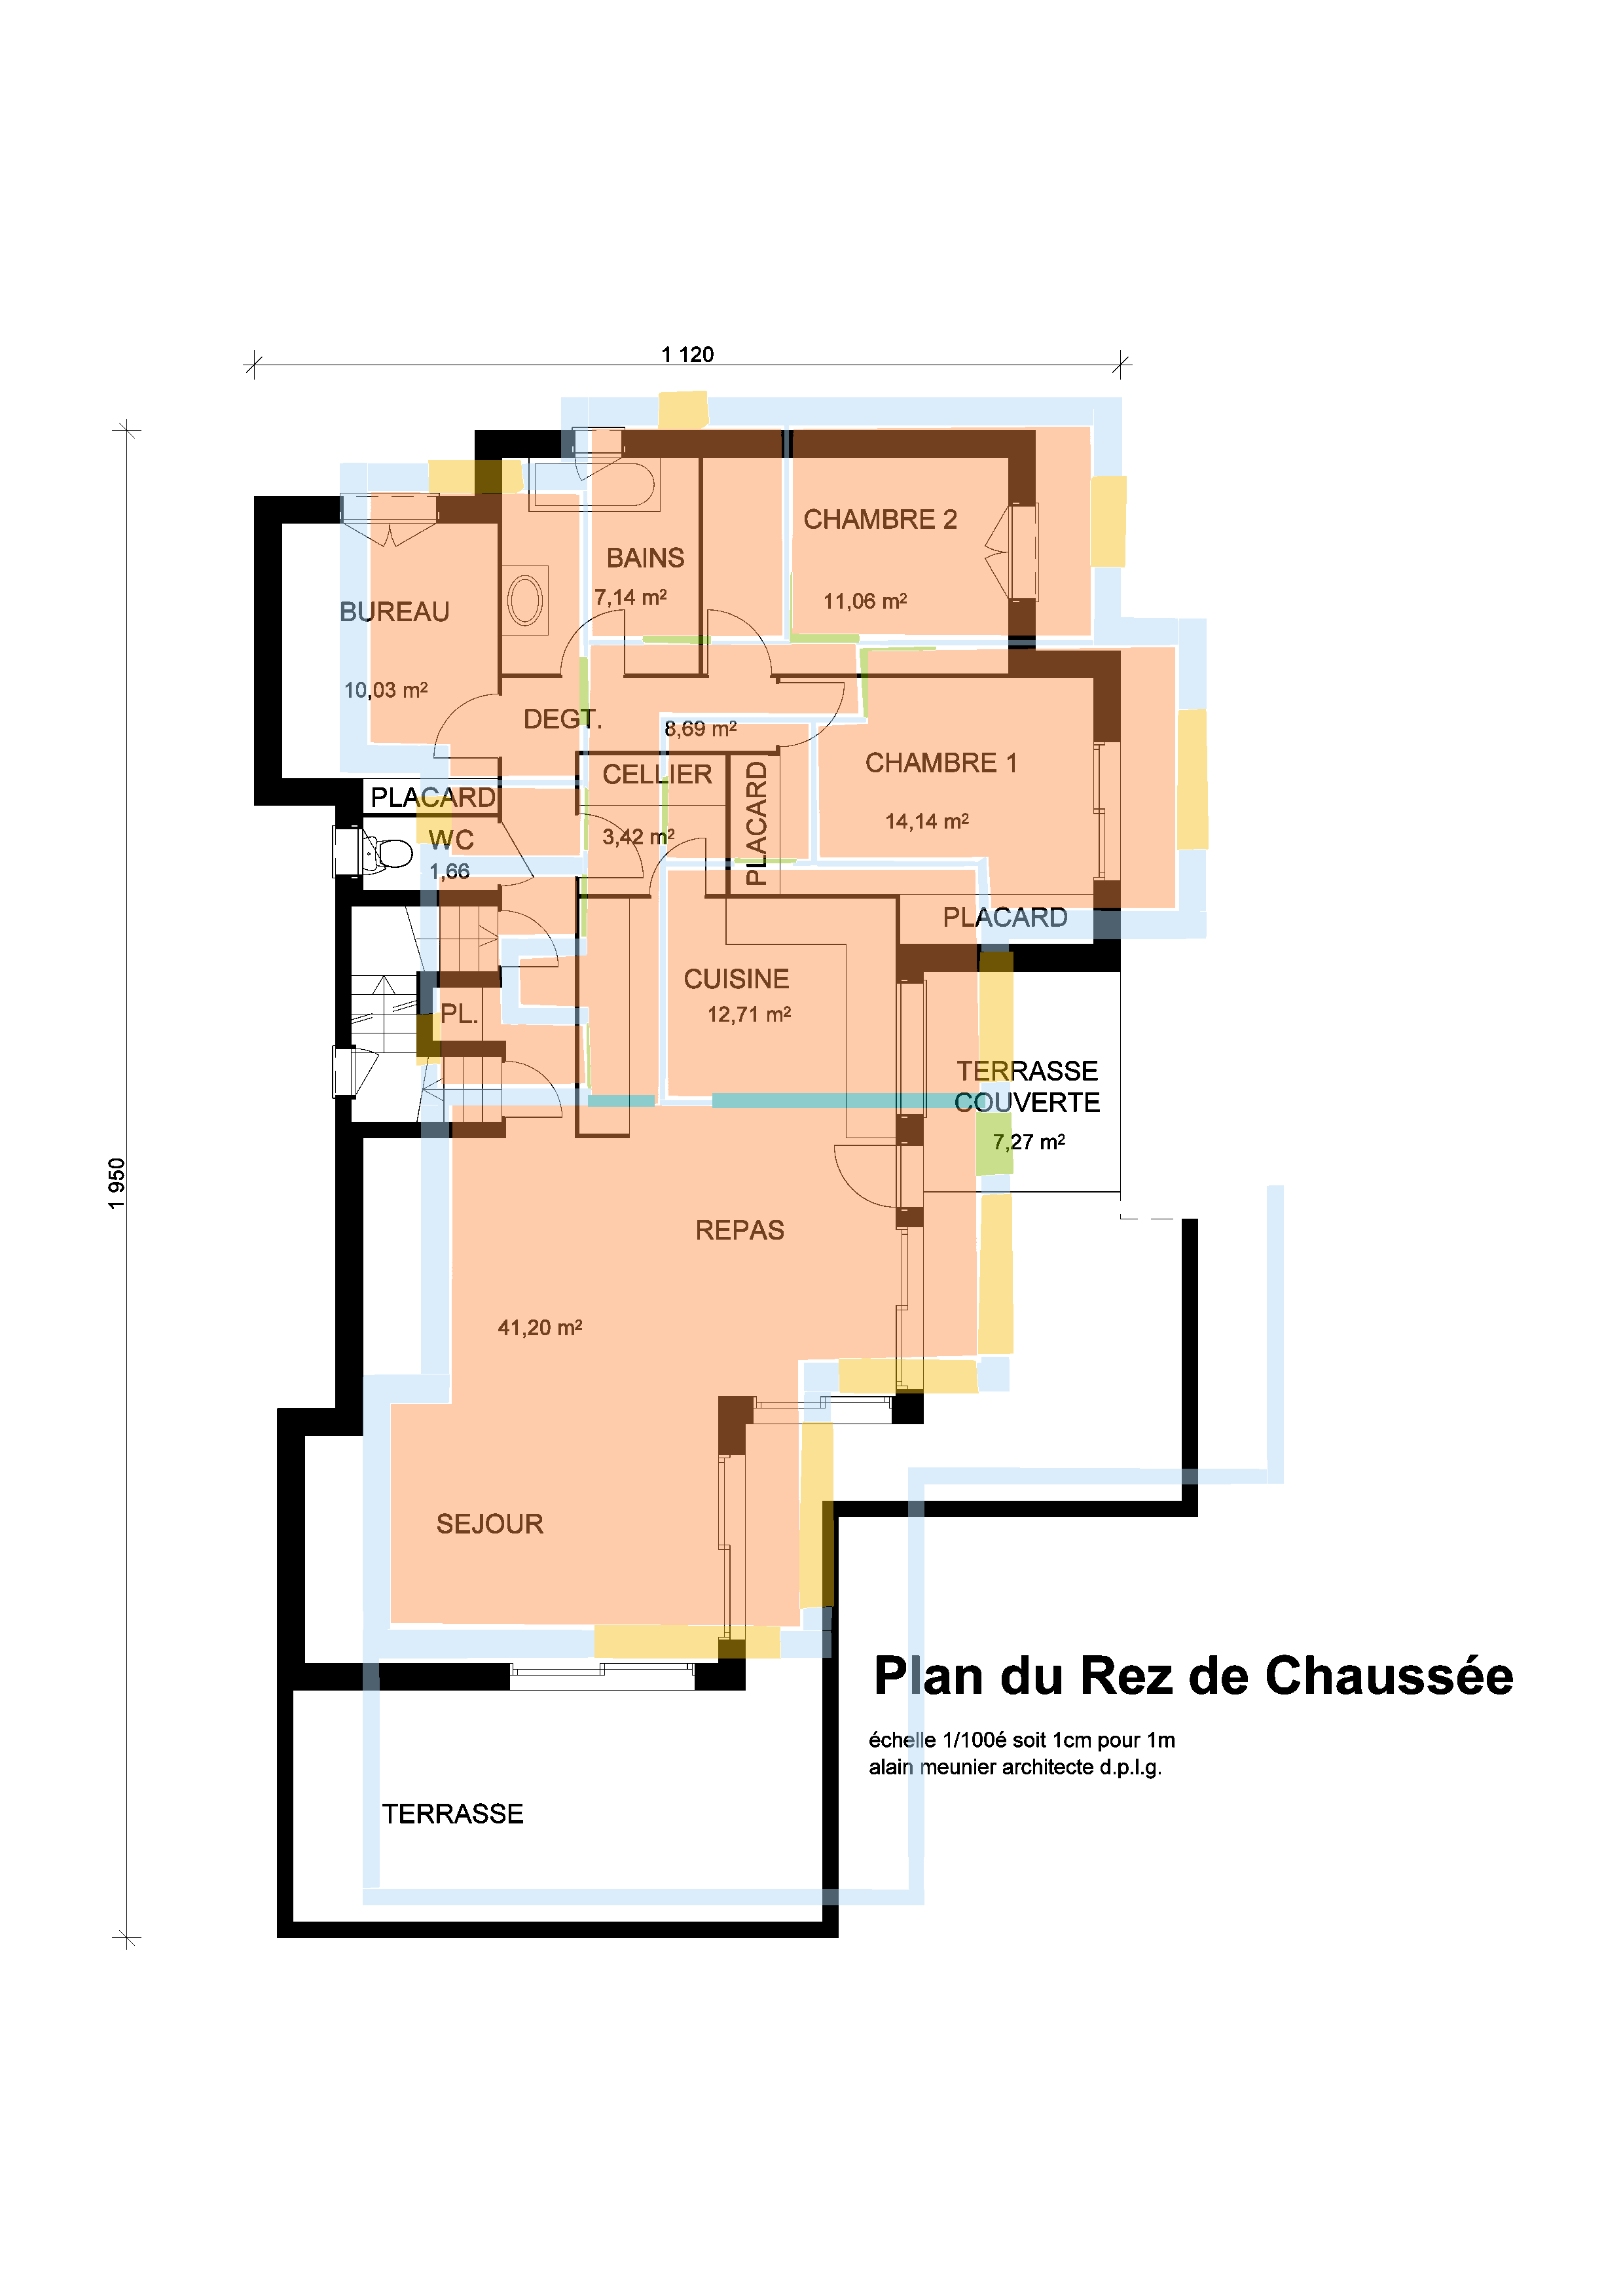 1 120
1 950
CHAMBRE 2
11,06 m²
BAINS
7,14 m²
BUREAU
10,03 m²
DEGT.
8,69 m²
CHAMBRE 1
14,14 m²
CELLIER
3,42 m²
PLACARD
PLACARD
WC
1,66
PLACARD
CUISINE
12,71 m²
PL.
TERRASSE
COUVERTE
7,27 m²
REPAS
41,20 m²
SEJOUR
Plan du Rez de Chaussée
échelle 1/100é soit 1cm pour 1m
alain meunier architecte d.p.l.g.
TERRASSE